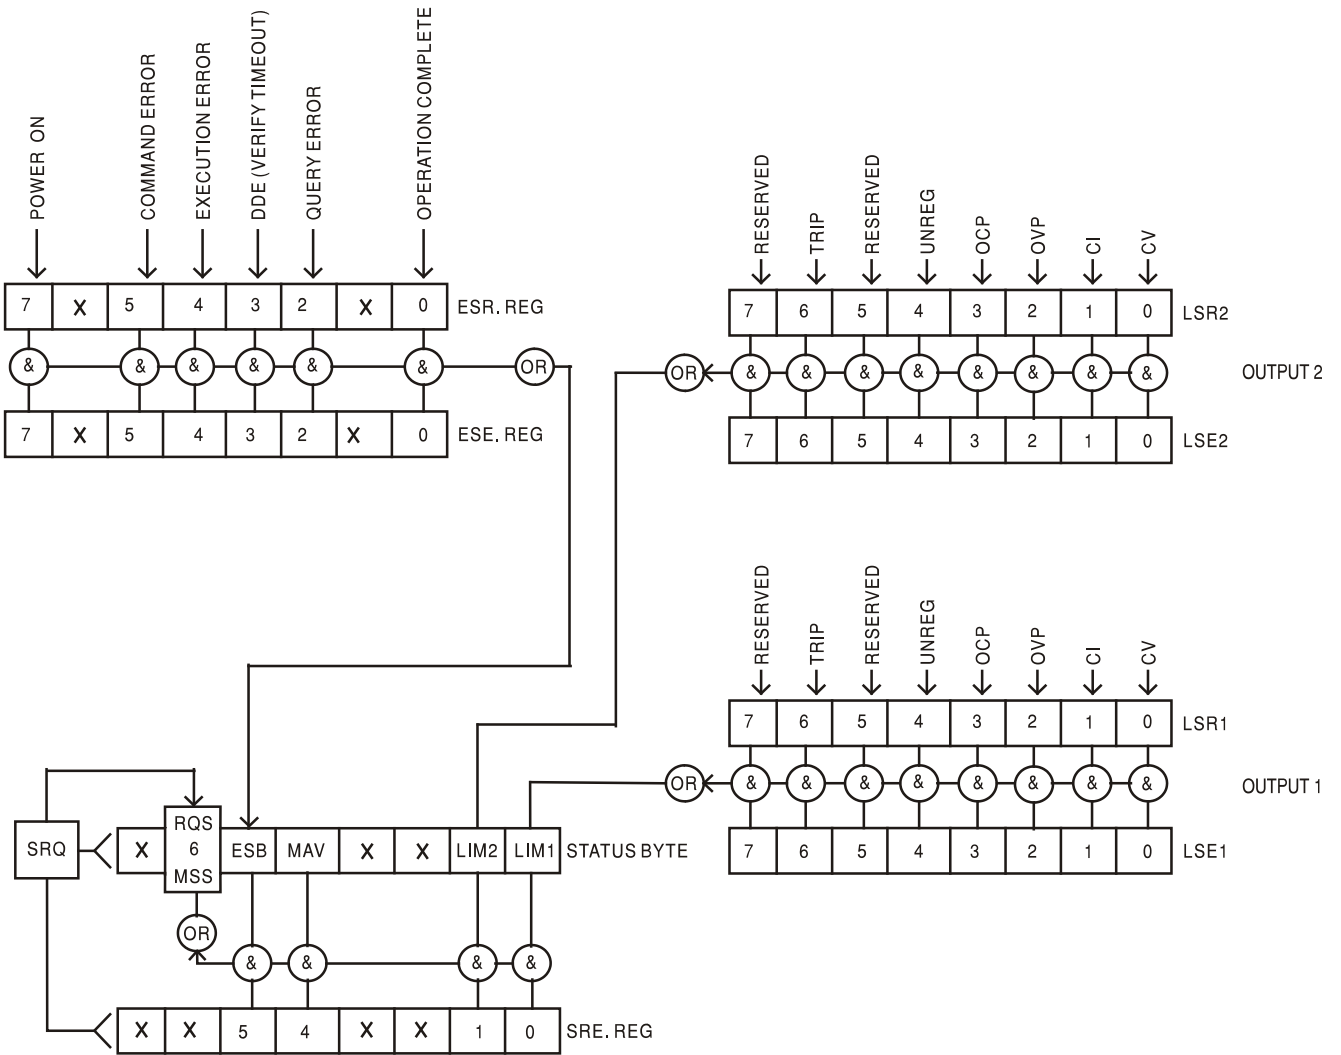 POWER ON
COMMAND ERROR
EXECUTION ERROR
DDE (VERIFY TIMEOUT)
QUERY ERROR
OPERATION COMPLETE
7 X 5 4 3 2 X 0 ESR. REG
& & & & & & OR
7 X 5 4 3 2 X 0 ESE. REG
RESERVED
TRIP
RESERVED
UNREG
OCP
OVP
CI
CV
7 6 5 4 3 2 1 0 LSR2
OR & & & & & & & & OUTPUT 2
7 6 5 4 3 2 1 0 LSE2
RESERVED
TRIP
RESERVED
UNREG
OCP
OVP
CI
CV
7 6 5 4 3 2 1 0 LSR1
OR & & & & & & & & OUTPUT 1
7 6 5 4 3 2 1 0 LSE1
RQS
SRQ X 6 ESB MAV X X LIM2 LIM1 STATUS BYTE
MSS
OR
& & & &
X X 5 4 X X 1 0 SRE. REG